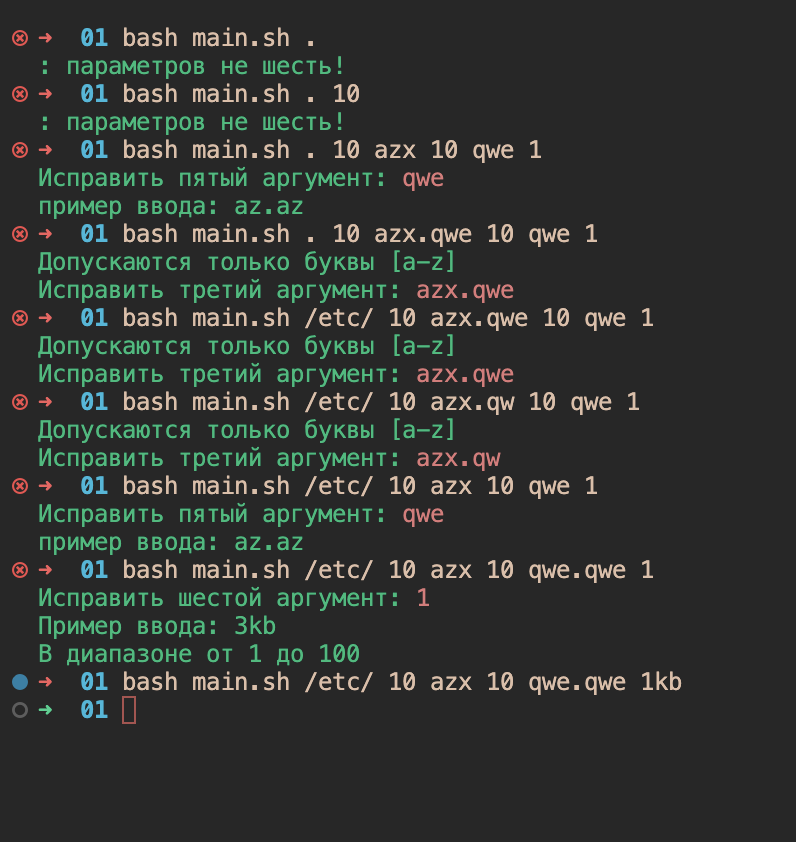 ➜ 01 bash main.sh .
: параметров не шесть!
➜ 01 bash main.sh . 10
: параметров не шесть!
➜ 01 bash main.sh . 10 azx 10 qwe 1
Исправить пятый аргумент: qwe
пример ввода: az.az
➜ 01 bash main.sh . 10 azx.qwe 10 qwe 1
Допускаются только буквы [a-z]
Исправить третий аргумент: azx.qwe
➜ 01 bash main.sh /etc/ 10 azx.qwe 10 qwe 1
Допускаются только буквы [a-z]
Исправить третий аргумент: azx.qwe
➜ 01 bash main.sh /etc/ 10 azx.qw 10 qwe 1
Допускаются только буквы [a-z]
Исправить третий аргумент: azx.qw
➜ 01 bash main.sh /etc/ 10 azx 10 qwe 1
Исправить пятый аргумент: qwe
пример ввода: az.az
➜ 01 bash main.sh /etc/ 10 azx 10 qwe.qwe 1
Исправить шестой аргумент: 1
Пример ввода: 3kb
В диапазоне от 1 до 100
➜ 01 bash main.sh /etc/ 10 azx 10 qwe.qwe 1kb
➜ 01